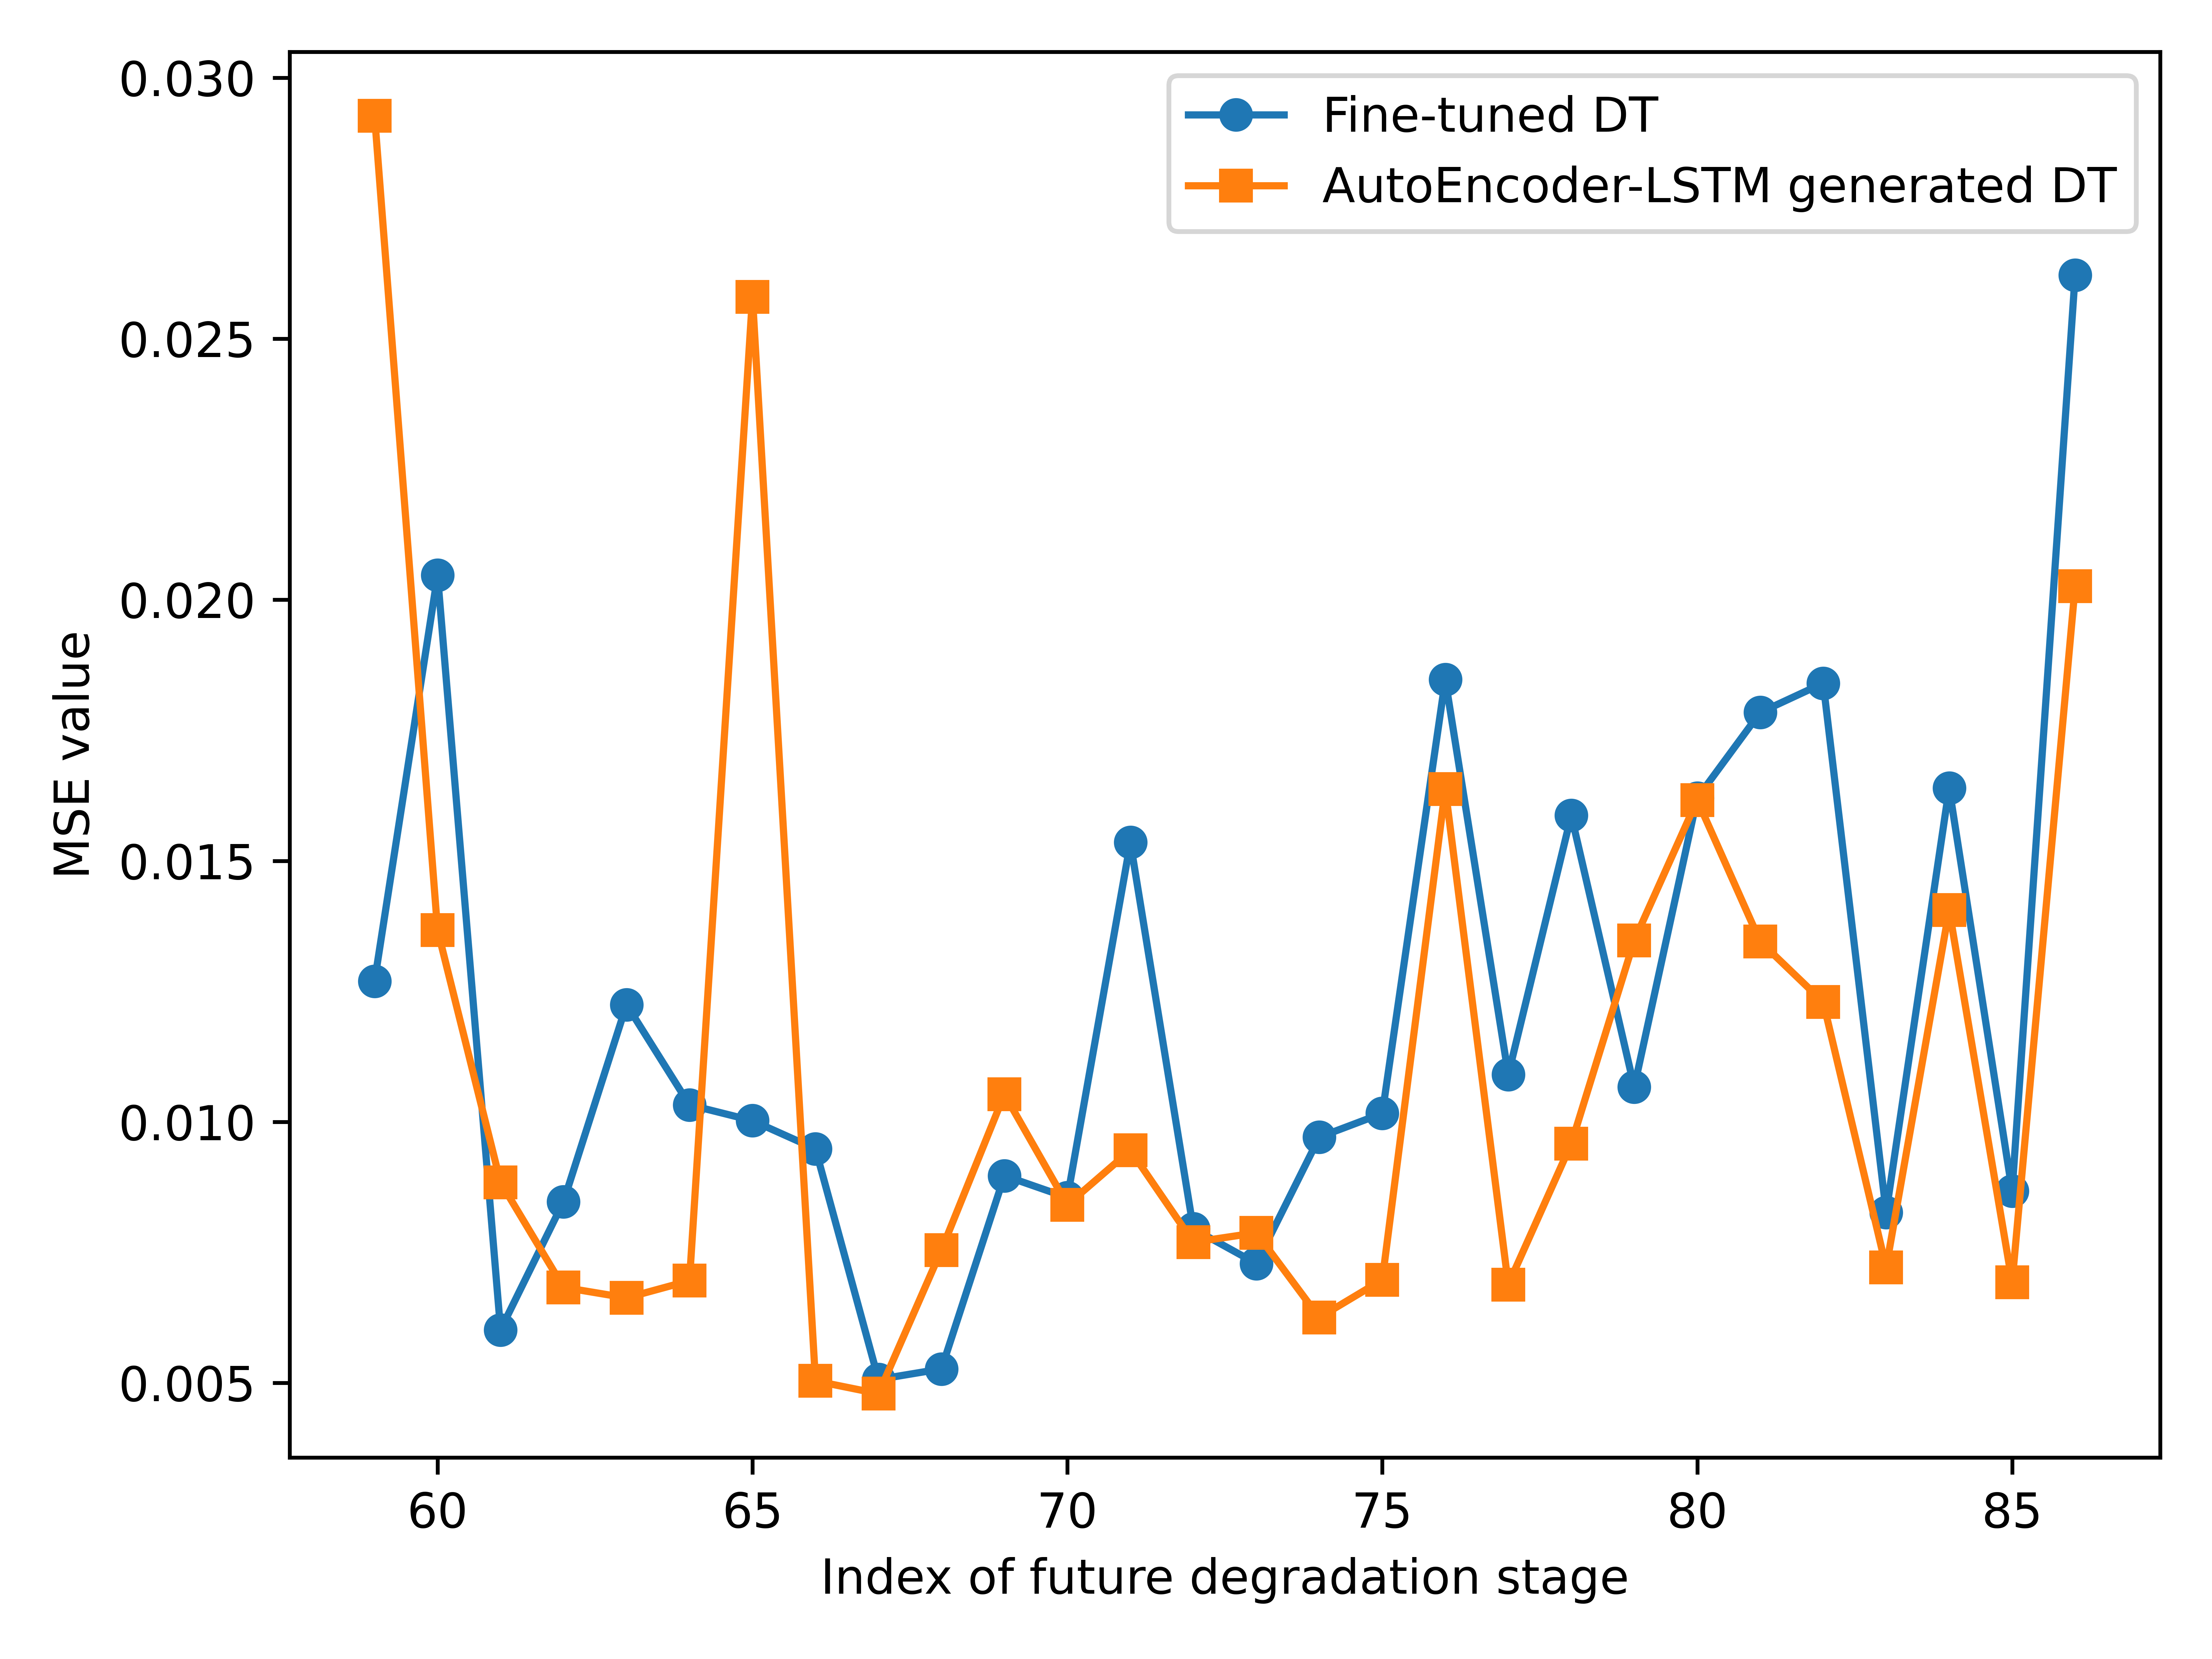 Fine-tuned DT
AutoEncoder-LSTM generated DT
MSE value
0.030
0.025
0.020
0.015
0.010
0.005
60 65 70 75 80 85
Index of future degradation stage